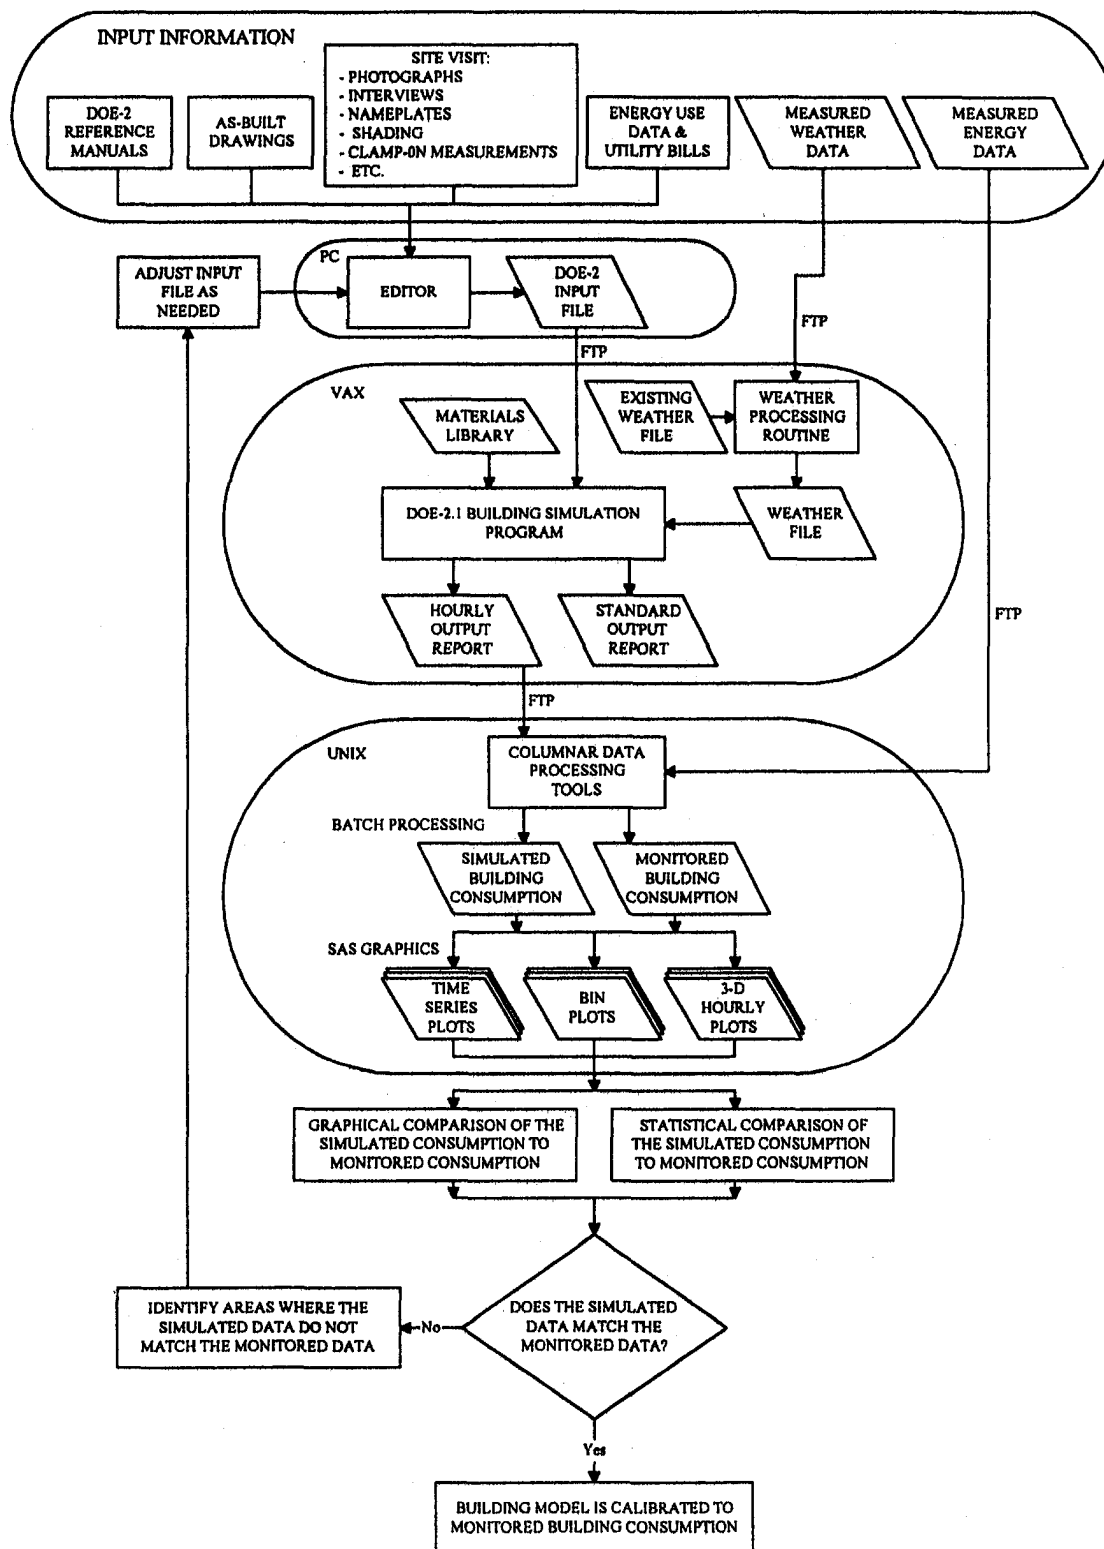 INPUT INFORMATION
DOE-2
REFERENCE
MANUALS
AS-BUILT
DRAWINGS
SITE VISIT:
- PHOTOGRAPHS
- INTERVIEWS
- NAMEPLATES
- SHADING
- CLAMP-ON MEASUREMENTS
- ETC.
ENERGY USE
DATA &
UTILITY BILLS
MEASURED
WEATHER
DATA
MEASURED
ENERGY
DATA
ADJUST INPUT
FILE AS
NEEDED
PC
EDITOR
DOE-2
INPUT
FILE
FTP
FTP
VAX
MATERIALS
LIBRARY
EXISTING
WEATHER
FILE
WEATHER
PROCESSING
ROUTINE
DOE-2.1 BUILDING SIMULATION
PROGRAM
WEATHER
FILE
HOURLY
OUTPUT
REPORT
STANDARD
OUTPUT
REPORT
FTP
FTP
UNIX
COLUMNAR DATA
PROCESSING
TOOLS
BATCH PROCESSING
SIMULATED
BUILDING
CONSUMPTION
MONITORED
BUILDING
CONSUMPTION
SAS GRAPHICS
TIME
SERIES
PLOTS
BIN
PLOTS
3-D
HOURLY
PLOTS
GRAPHICAL COMPARISON OF THE
SIMULATED CONSUMPTION TO
MONITORED CONSUMPTION
STATISTICAL COMPARISON OF
THE SIMULATED CONSUMPTION
TO MONITORED CONSUMPTION
IDENTIFY AREAS WHERE THE
SIMULATED DATA DO NOT
MATCH THE MONITORED DATA
No
DOES THE SIMULATED
DATA MATCH THE
MONITORED DATA?
Yes
BUILDING MODEL IS CALIBRATED TO
MONITORED BUILDING CONSUMPTION